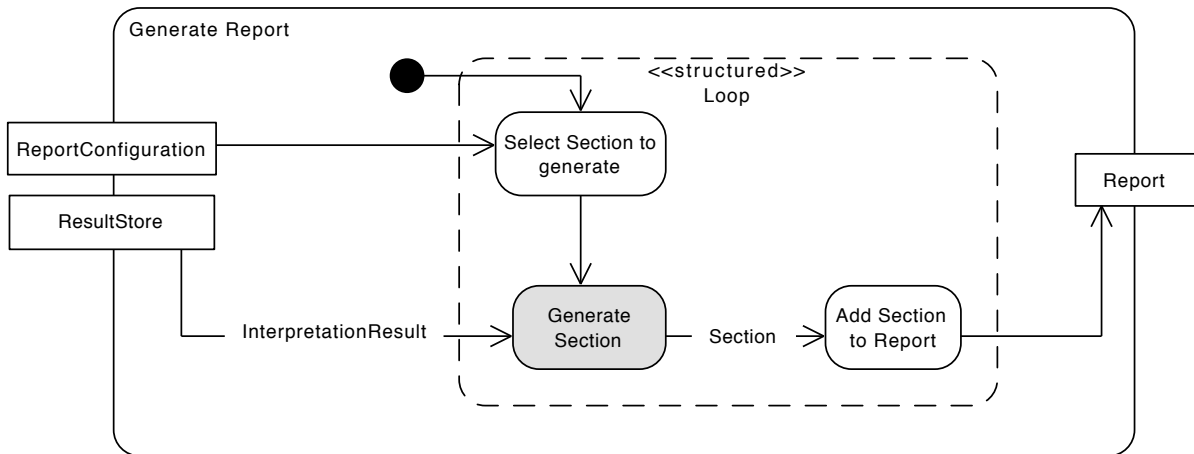 Generate Report
<<structured>>
Loop
ReportConfiguration
Select Section to
generate
Report
ResultStore
InterpretationResult
Generate
Section
Section
Add Section
to Report